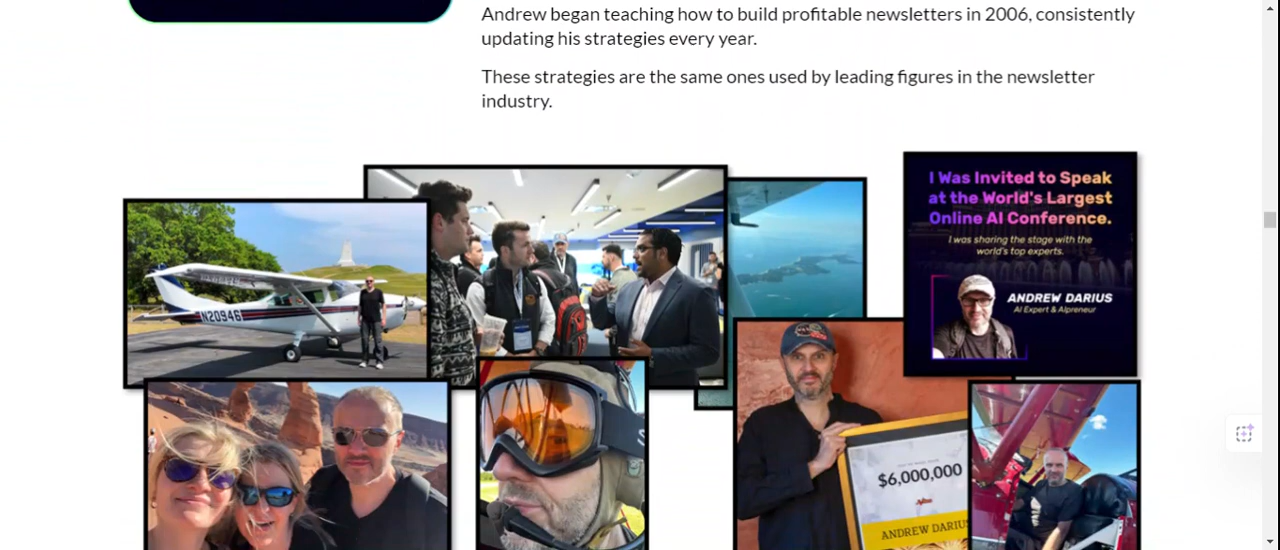 Andrew began teaching how to build profitable newsletters in 2006, consistently
updating his strategies every year.
These strategies are the same ones used by leading figures in the newsletter
industry.
I Was Invited to Speak
at the World's Largest
Online AI Conference.
I was sharing the stage with the
world's top experts.
ANDREW DARIUS
AI Expert & AIpreneur
N20946
$6,000,000
ANDREW DARIUS